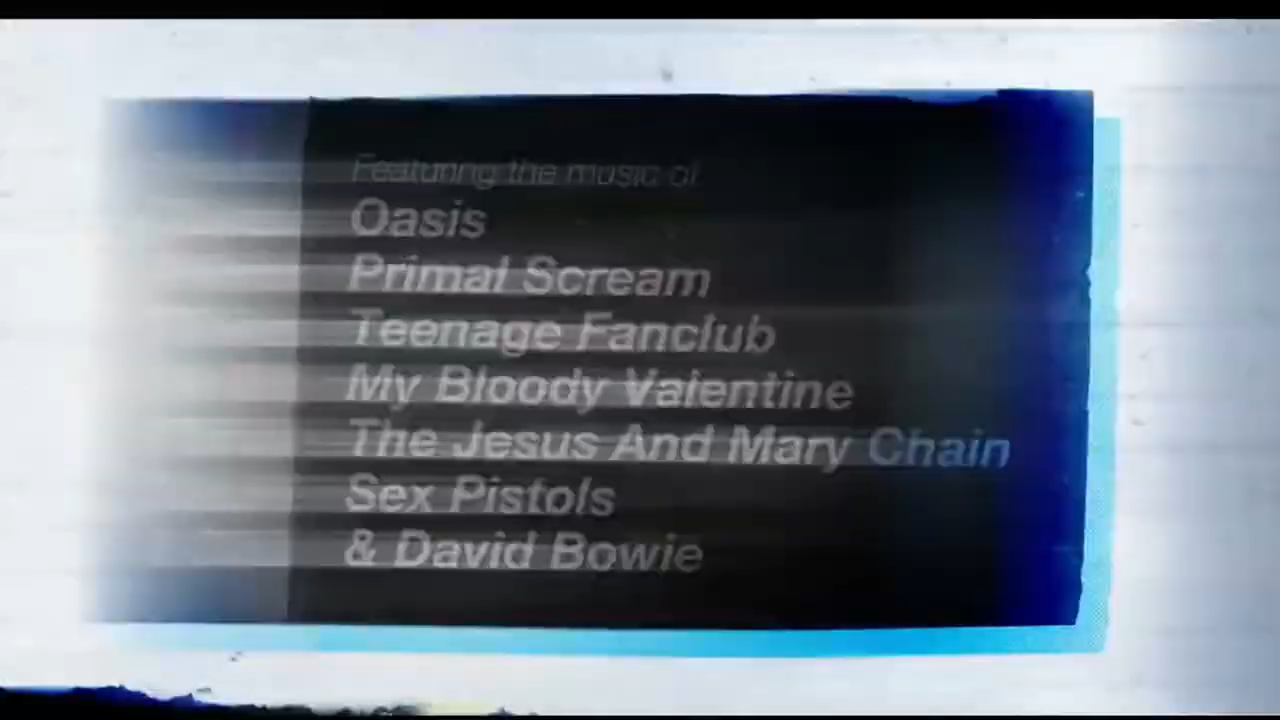 Featuring the music of
Oasis
Primal Scream
Teenage Fanclub
My Bloody Valentine
The Jesus And Mary Chain
Sex Pistols
& David Bowie